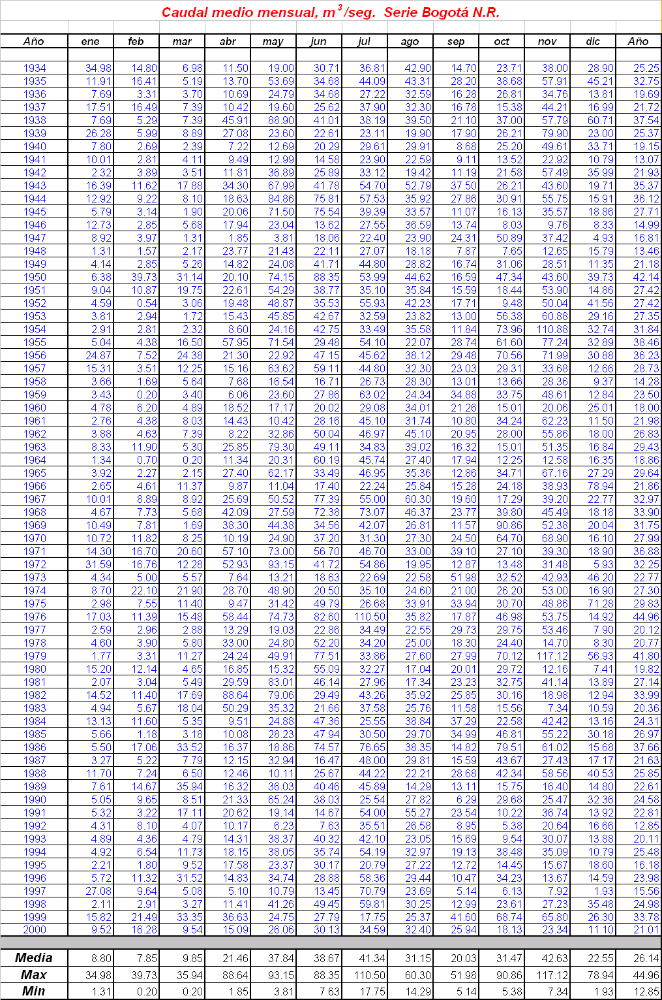 Caudal medio mensual, m³/seg. Serie Bogotá N.R.
Año ene feb mar abr may jun jul ago sep oct nov dic Año
1934 34.98 14.80 6.98 11.50 19.00 30.71 36.81 42.90 14.70 23.71 38.00 28.90 25.25
1935 11.91 16.41 5.19 13.70 53.69 34.68 44.09 43.31 28.20 38.68 57.91 45.21 32.75
1936 7.69 3.31 3.70 10.69 24.79 34.68 27.22 32.59 16.28 26.81 34.76 13.81 19.69
1937 17.51 16.49 7.39 10.42 19.60 25.62 37.90 32.30 16.78 15.38 44.21 16.99 21.72
1938 7.69 5.29 7.39 45.91 88.90 41.01 38.19 39.50 21.10 37.00 57.79 60.71 37.54
1939 26.28 5.99 8.89 27.08 23.60 22.61 23.11 19.90 17.90 26.21 79.90 23.00 25.37
1940 7.80 2.69 2.39 7.22 12.69 20.29 29.61 29.91 8.68 25.20 49.61 33.71 19.15
1941 10.01 2.81 4.11 9.49 12.99 14.58 23.90 22.59 9.11 13.52 22.92 10.79 13.07
1942 2.32 3.89 3.51 11.81 36.89 25.89 33.12 19.42 11.19 21.58 57.49 35.99 21.93
1943 16.39 11.62 17.88 34.30 67.99 41.78 54.70 52.79 37.50 26.21 43.60 19.71 35.37
1944 12.92 9.22 8.10 18.63 84.86 75.81 57.53 35.92 27.86 30.91 55.75 15.91 36.12
1945 5.79 3.14 1.90 20.06 71.50 75.54 39.39 33.57 11.07 16.13 35.57 18.86 27.71
1946 12.73 2.85 5.68 17.94 23.04 13.62 27.55 36.59 13.74 8.03 9.76 8.33 14.99
1947 8.92 3.97 1.31 1.85 3.81 18.06 22.40 23.90 24.31 50.89 37.42 4.93 16.81
1948 1.31 1.57 2.17 23.77 21.43 22.11 27.07 18.18 7.87 7.65 12.65 15.79 13.46
1949 4.14 2.85 5.26 14.82 24.08 41.71 44.80 28.82 16.74 31.06 28.51 11.35 21.18
1950 6.38 39.73 31.14 20.10 74.15 88.35 53.99 44.62 16.59 47.34 43.60 39.73 42.14
1951 9.04 10.87 19.75 22.61 54.29 38.77 35.10 35.84 15.59 18.44 53.90 14.86 27.42
1952 4.59 0.54 3.06 19.48 48.87 35.53 55.93 42.23 17.71 9.48 50.04 41.56 27.42
1953 3.81 2.94 1.72 15.43 45.85 42.67 32.59 23.82 13.00 56.38 60.88 29.16 27.35
1954 2.91 2.81 2.32 8.60 24.16 42.75 33.49 35.58 11.84 73.96 110.88 32.74 31.84
1955 5.04 4.38 16.50 57.95 71.54 29.48 54.10 22.07 28.74 61.60 77.24 32.89 38.46
1956 24.87 7.52 24.38 21.30 22.92 47.15 45.62 38.12 29.48 70.56 71.99 30.88 36.23
1957 15.31 3.51 12.25 15.16 63.62 59.11 44.80 32.30 23.03 29.31 33.68 12.66 28.73
1958 3.66 1.69 5.64 7.68 16.54 16.71 26.73 28.30 13.01 13.66 28.36 9.37 14.28
1959 3.43 0.20 3.40 6.06 23.60 27.86 63.02 24.34 34.88 33.75 48.61 12.84 23.50
1960 4.78 6.20 4.89 18.52 17.17 20.02 29.08 34.01 21.26 15.01 20.06 25.01 18.00
1961 2.76 4.38 8.03 14.43 10.42 28.16 45.10 31.74 10.80 34.24 62.23 11.50 21.98
1962 3.88 4.63 7.39 8.22 32.86 50.04 46.97 45.10 20.95 28.00 55.86 18.00 26.83
1963 8.33 11.90 5.30 25.85 79.30 49.11 34.83 39.02 16.32 15.01 51.35 16.84 29.43
1964 1.34 0.70 0.20 11.34 20.31 60.19 45.74 27.40 17.94 12.25 12.58 16.35 18.86
1965 3.92 2.27 2.15 27.40 62.17 33.49 46.95 35.36 12.86 34.71 67.16 27.29 29.64
1966 2.65 4.61 11.37 9.87 11.04 17.40 22.24 25.84 15.28 24.18 38.93 78.94 21.86
1967 10.01 8.89 8.92 25.69 50.52 77.39 55.00 60.30 19.60 17.29 39.20 22.77 32.97
1968 4.67 7.73 5.68 42.09 27.59 72.38 73.07 46.37 23.77 39.80 45.49 18.18 33.90
1969 10.49 7.81 1.69 38.30 44.38 34.56 42.07 26.81 11.57 90.86 52.38 20.04 31.75
1970 10.72 11.82 8.25 10.19 24.90 37.20 31.30 27.30 24.50 64.70 68.90 16.10 27.99
1971 14.30 16.70 20.60 57.10 73.00 56.70 46.70 33.00 39.10 27.10 39.30 18.90 36.88
1972 31.59 16.76 12.28 52.93 93.15 41.72 54.86 19.95 12.87 13.48 31.48 5.93 32.25
1973 4.34 5.00 5.57 7.64 13.21 18.63 22.69 22.58 51.98 32.52 42.93 46.20 22.77
1974 8.70 22.10 21.90 28.70 48.90 20.50 35.10 24.60 21.00 26.20 53.00 16.90 27.30
1975 2.98 7.55 11.40 9.47 31.42 49.79 26.68 33.91 33.94 30.70 48.86 71.28 29.83
1976 17.03 11.39 15.48 58.44 74.73 82.60 110.50 35.82 17.87 46.98 53.75 14.92 44.96
1977 2.59 2.96 2.88 13.29 19.03 22.86 34.49 22.55 29.73 29.75 53.46 7.90 20.12
1978 4.60 3.90 5.80 33.00 24.80 52.20 34.20 25.00 18.30 24.40 14.70 8.30 20.77
1979 1.77 3.31 11.27 24.24 49.91 77.51 33.86 27.60 27.99 70.12 117.12 56.93 41.80
1980 15.20 12.14 4.65 16.85 15.32 55.09 32.27 17.04 20.01 29.72 12.16 7.41 19.82
1981 2.07 3.04 5.49 29.59 83.01 46.14 27.96 17.34 23.23 32.75 41.14 13.89 27.14
1982 14.52 11.40 17.69 88.64 79.06 29.49 43.26 35.92 25.85 30.16 18.98 12.94 33.99
1983 4.94 5.67 18.04 50.29 35.32 21.66 37.58 25.76 11.58 15.56 7.34 10.59 20.36
1984 13.13 11.60 5.35 9.51 24.88 47.36 25.55 38.84 37.29 22.58 42.42 13.16 24.31
1985 5.66 1.18 3.18 10.08 28.23 47.94 30.50 29.70 34.99 46.81 55.22 30.18 26.97
1986 5.50 17.06 33.52 16.37 18.86 74.57 76.65 38.35 14.82 79.51 61.02 15.68 37.66
1987 3.27 5.22 7.79 12.15 32.94 16.47 48.00 29.81 15.59 43.67 27.43 17.17 21.63
1988 11.70 7.24 6.50 12.46 10.11 25.67 44.22 22.21 28.68 42.34 58.56 40.53 25.85
1989 7.61 14.67 35.94 16.32 36.03 40.46 45.89 14.29 13.11 15.75 16.40 14.80 22.61
1990 5.05 9.65 8.51 21.33 65.24 38.03 25.54 27.82 6.29 29.68 25.47 32.36 24.58
1991 5.32 3.22 17.11 20.62 19.14 14.67 54.00 55.27 23.54 10.22 36.74 13.92 22.81
1992 4.31 8.10 4.07 10.17 6.23 7.63 35.51 26.58 8.95 5.38 20.64 16.66 12.85
1993 4.89 4.36 4.79 14.31 38.37 40.32 42.10 23.05 15.69 9.54 30.07 13.88 20.11
1994 4.92 6.54 11.73 18.15 38.05 35.74 54.19 32.97 19.13 38.48 35.09 10.79 25.48
1995 2.21 1.80 9.52 17.58 23.37 30.17 20.79 27.22 12.72 14.45 15.67 18.60 16.18
1996 5.72 11.32 31.52 14.83 34.74 28.88 58.36 29.44 10.47 34.23 13.67 14.59 23.98
1997 27.08 9.64 5.08 5.10 10.79 13.45 70.79 23.69 5.14 6.13 7.92 1.93 15.56
1998 2.11 2.91 3.27 11.41 41.26 49.45 59.81 30.25 12.99 23.61 27.23 35.48 24.98
1999 15.82 21.49 33.35 36.63 24.75 27.79 17.75 25.37 41.60 68.74 65.80 26.30 33.78
2000 9.52 16.28 9.54 15.09 26.06 30.13 34.59 32.40 25.94 18.13 23.34 11.10 21.01
Media 8.80 7.85 9.85 21.46 37.84 38.67 41.34 31.15 20.03 31.47 42.63 22.55 26.14
Max 34.98 39.73 35.94 88.64 93.15 88.35 110.50 60.30 51.98 90.86 117.12 78.94 44.96
Min 1.31 0.20 0.20 1.85 3.81 7.63 17.75 14.29 5.14 5.38 7.34 1.93 12.85